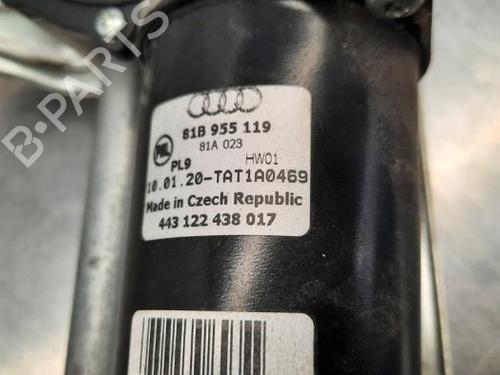 81B 955 119
81A 023
PAL
PL9 HW01
10.01.20-TAT1A0469
Made in Czech Republic
443 122 438 017
B-PARTS